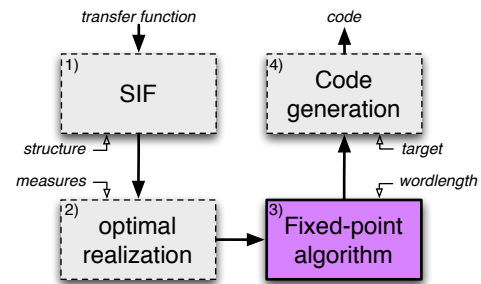 transfer function
1)
SIF
structure
measures
2)
optimal
realization
3)
Fixed-point
algorithm
wordlength
4)
Code
generation
target
code